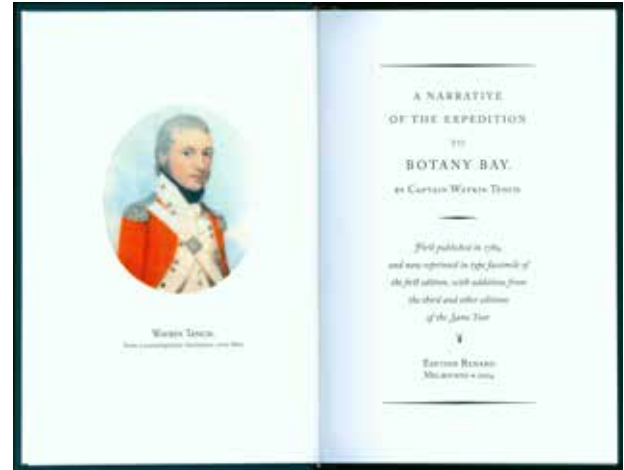 WATKIN TENCH.
A NARRATIVE
OF THE EXPEDITION
TO
BOTANY BAY.
BY CAPTAIN WATKIN TENCH
First published in 1789,
and now reprinted in type facsimile of
the first edition, with additions from
the third and other editions
of the Same Year
EDITION RENARD
MELBOURNE • 2004